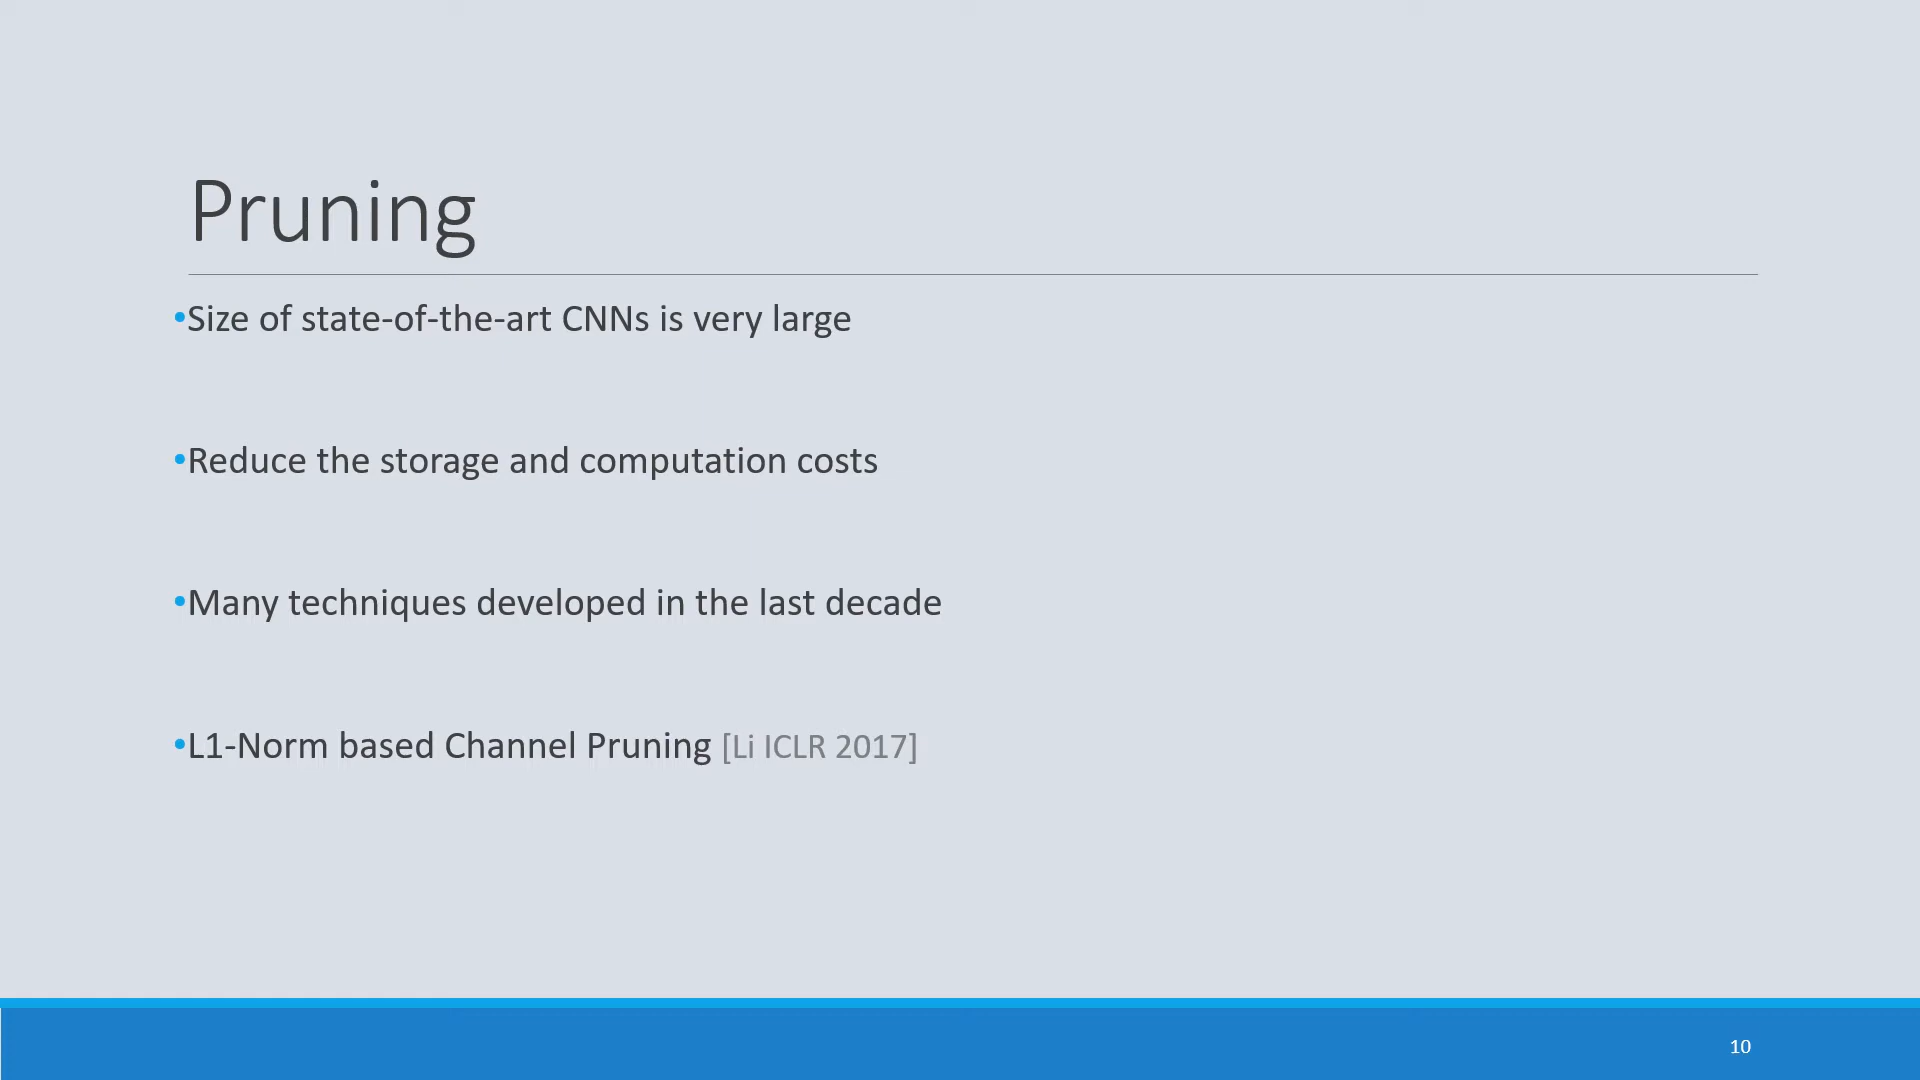 Pruning
•Size of state-of-the-art CNNs is very large
•Reduce the storage and computation costs
•Many techniques developed in the last decade
•L1-Norm based Channel Pruning [Li ICLR 2017]
10